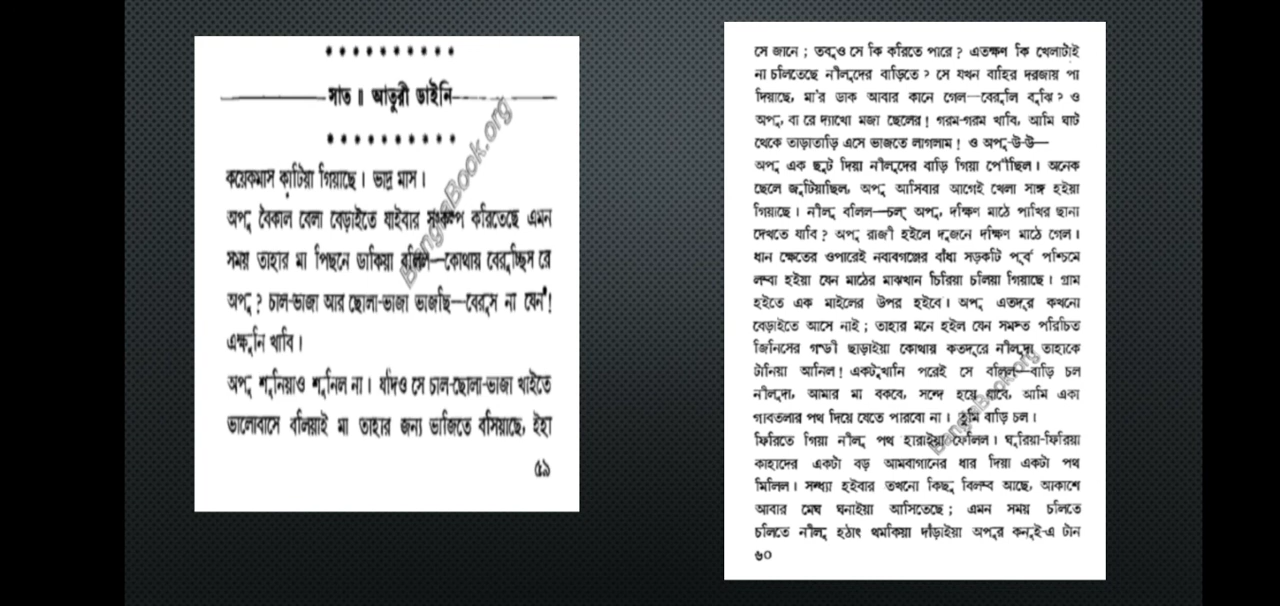 সাত ॥ আতুরী ডাইনি
কয়েকমাস কাটিয়া গিয়াছে। ভাদ্র মাস।
অপু বৈকাল বেলা বেড়াইতে যাইবার সংকল্প করিতেছে এমন
সময় তাহার মা পিছনে ডাকিয়া বলিল—কোথায় বেরুচ্ছিস রে
অপু? চাল-ভাজা আর ছোলা-ভাজা ভাজছি—বেরুস না যেন!
এক্ষুনি খাবি।
অপু শুনিয়াও শুনিল না। যদিও সে চাল-ছোলা-ভাজা খাইতে
ভালোবাসে বলিয়াই মা তাহার জন্য ভাজিতে বসিয়াছে, ইহা
৫৯
BanglaBook.org
সে জানে; তবুও সে কি করিতে পারে? এতক্ষণ কি খেলাটাই
না চলিতেছে নীলুদের বাড়িতে? সে যখন বাহির দরজায় পা
দিয়াছে, মা'র ডাক আবার কানে গেল—বেরুলি বুঝি? ও
অপু, বা রে দ্যাখো মজা ছেলের! গরম-গরম খাবি, আমি ঘাট
থেকে তাড়াতাড়ি এসে ভাজতে লাগলাম! ও অপু-উ-উ—
অপু এক ছুট দিয়া নীলুদের বাড়ি গিয়া পৌঁছিল। অনেক
ছেলে জুটিয়াছিল, অপু আসিবার আগেই খেলা সাঙ্গ হইয়া
গিয়াছে। নীলু বলিল—চল্ অপু, দক্ষিণ মাঠে পাখির ছানা
দেখতে যাবি? অপু রাজী হইলে দুজনে দক্ষিণ মাঠে গেল।
ধান ক্ষেতের ওপারেই নবাবগঞ্জের বাঁধা সড়কটি পূর্ব পশ্চিমে
লম্বা হইয়া যেন মাঠের মাঝখান চিরিয়া চলিয়া গিয়াছে। গ্রাম
হইতে এক মাইলের উপর হইবে। অপু এতদূর কখনো
বেড়াইতে আসে নাই; তাহার মনে হইল যেন সমস্ত পরিচিত
জিনিসের গণ্ডী ছাড়াইয়া কোথায় কতদূরে নীলুদা তাহাকে
টানিয়া আনিল! একটুখানি পরেই সে বলিল—বাড়ি চল
নীলুদা, আমার মা বকবে, সন্দে হয়ে যাবে, আমি একা
গাবতলার পথ দিয়ে যেতে পারবো না। তুমি বাড়ি চল।
ফিরিতে গিয়া নীলু পথ হারাইয়া ফেলিল। ঘুরিয়া-ফিরিয়া
কাহাদের একটা বড় আমবাগানের ধার দিয়া একটা পথ
মিলিল। সন্ধ্যা হইবার তখনো কিছু বিলম্ব আছে, আকাশে
আবার মেঘ ঘনাইয়া আসিতেছে; এমন সময় চলিতে
চলিতে নীলু হঠাৎ থমকিয়া দাঁড়াইয়া অপুর কনুই-এ টান
৬০
BanglaBook.org